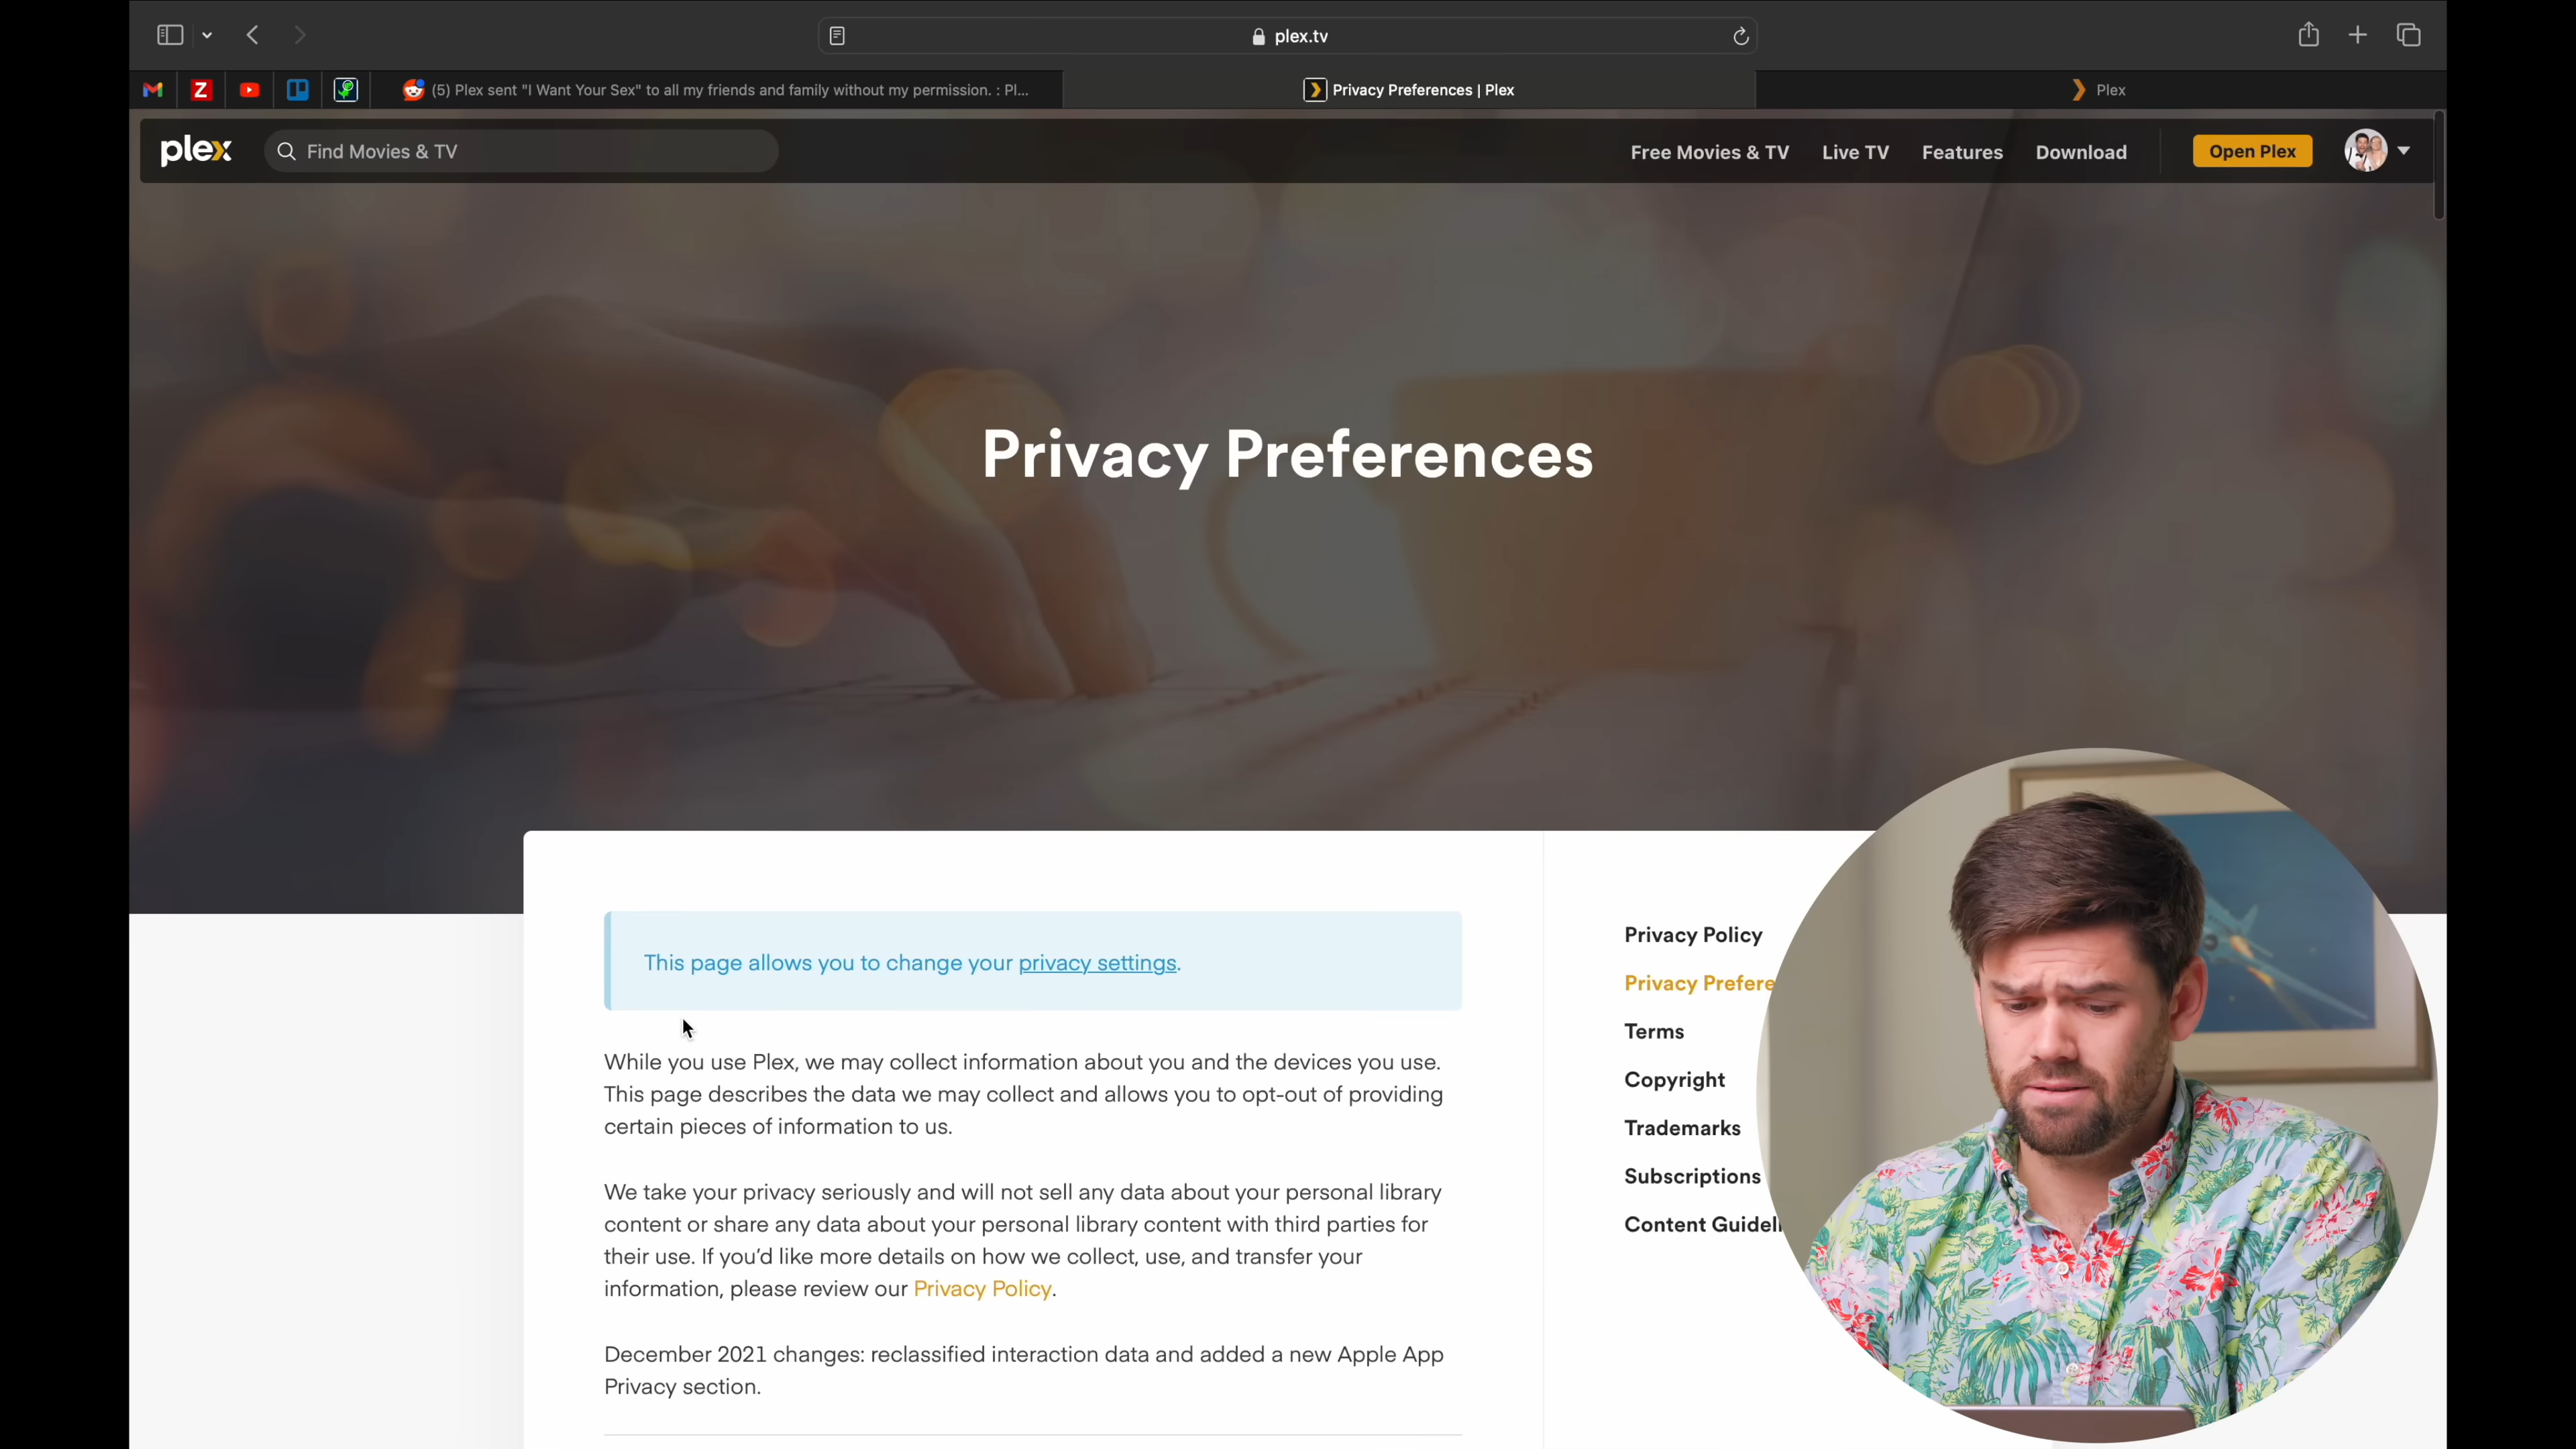 plex.tv
(5) Plex sent "I Want Your Sex" to all my friends and family without my permission. : Pl...
Privacy Preferences | Plex
Plex
plex
Find Movies & TV
Free Movies & TV
Live TV
Features
Download
Open Plex
Privacy Preferences
This page allows you to change your privacy settings.
While you use Plex, we may collect information about you and the devices you use.
This page describes the data we may collect and allows you to opt-out of providing
certain pieces of information to us.
We take your privacy seriously and will not sell any data about your personal library
content or share any data about your personal library content with third parties for
their use. If you’d like more details on how we collect, use, and transfer your
information, please review our Privacy Policy.
December 2021 changes: reclassified interaction data and added a new Apple App
Privacy section.
Privacy Policy
Privacy Prefere
Terms
Copyright
Trademarks
Subscriptions
Content Guidel